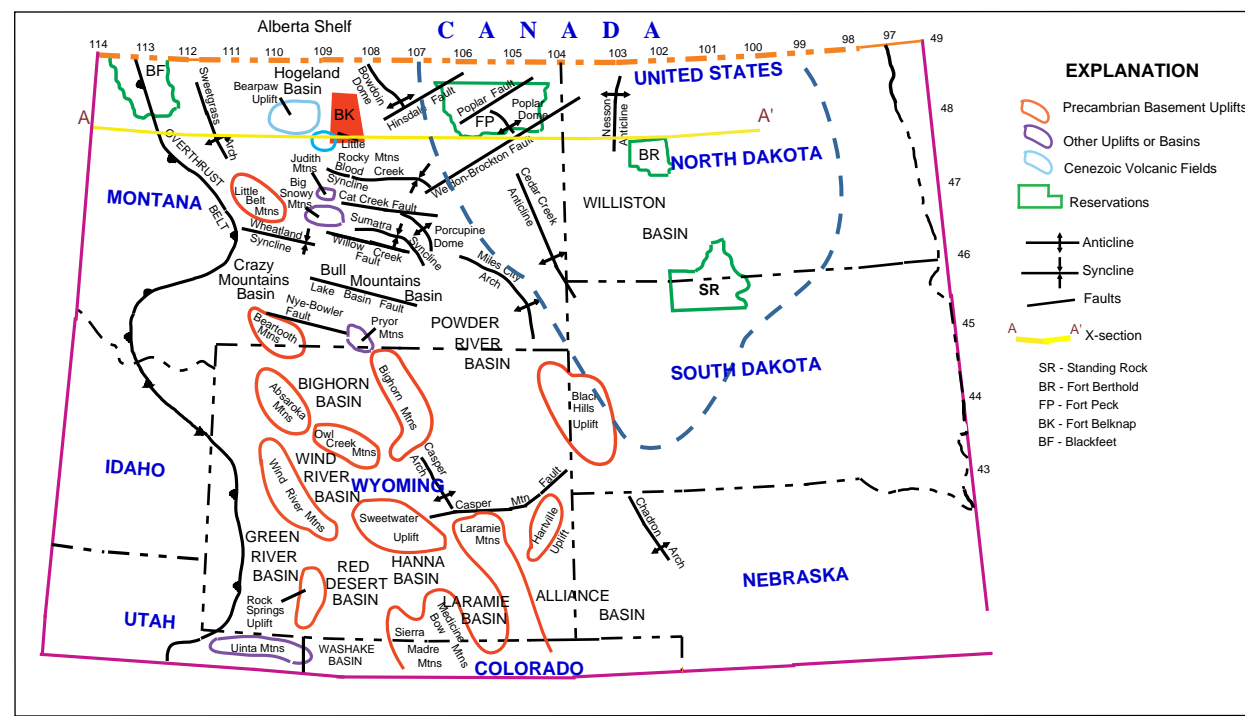 Alberta Shelf
C A N A D A
114
113
111
110
109
108
107
106
105
104
103
102
101
100
99
98
97
49
UNITED STATES
BF
Sweetgrass
Arch
Bearpaw
Uplift
Hogeland
Basin
BK
Bowdoin
Dome
Hinsdale Fault
Poplar Fault
FP
Poplar
Dome
Nesson
Anticline
48
A
A'
OVERTHRUST
BELT
Little
Rocky Mtns
Judith
Mtns
Blood Creek
Syncline
Weldon-Brockton Fault
BR
NORTH DAKOTA
47
MONTANA
Little
Belt
Mtns
Big
Snowy
Mtns
Cat Creek Fault
Sumatra
Syncline
Porcupine
Dome
Cedar Creek
Anticline
WILLISTON
BASIN
Wheatland
Syncline
Willow Creek
Fault
46
Crazy
Mountains
Basin
Bull
Mountains
Basin
Lake Basin Fault
Miles City
Arch
SR
Nye-Bowler
Fault
Beartooth
Mtns
Pryor
Mtns
POWDER
RIVER
BASIN
45
SOUTH DAKOTA
BIGHORN
BASIN
Absaroka
Mtns
Bighorn Mtns
Black
Hills
Uplift
44
Owl
Creek
Mtns
IDAHO
WIND
RIVER
BASIN
Wind River Mtns
WYOMING
Casper
Arch
Casper Mtn Fault
43
Sweetwater
Uplift
Laramie
Mtns
Hartville
Uplift
Chadron
Arch
GREEN
RIVER
BASIN
RED
DESERT
BASIN
HANNA
BASIN
NEBRASKA
Rock
Springs
Uplift
LARAMIE
BASIN
ALLIANCE
BASIN
UTAH
Uinta Mtns
WASHAKE
BASIN
Sierra
Madre
Mtns
Medicine
Bow Mtns
COLORADO
EXPLANATION
Precambrian Basement Uplifts
Other Uplifts or Basins
Cenezoic Volcanic Fields
Reservations
Anticline
Syncline
Faults
A
A'
X-section
SR - Standing Rock
BR - Fort Berthold
FP - Fort Peck
BK - Fort Belknap
BF - Blackfeet